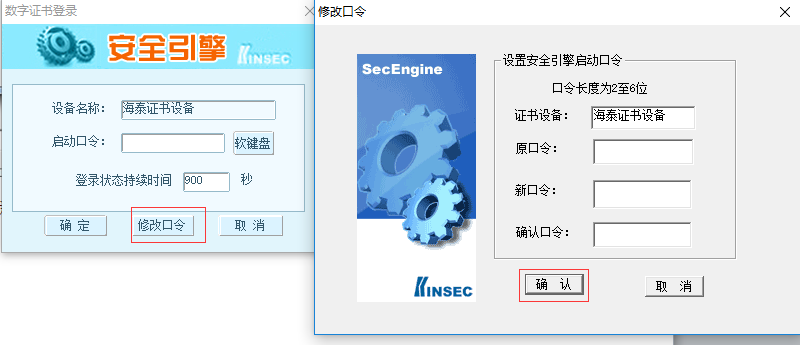 数字证书登录
安全引擎 KINSEC
设备名称: 海泰证书设备
启动口令: 软键盘
登录状态持续时间 900 秒
确 定 修改口令 取 消
修改口令
SecEngine
KINSEC
设置安全引擎启动口令
口令长度为2至6位
证书设备: 海泰证书设备
原口令:
新口令:
确认口令:
确 认 取 消